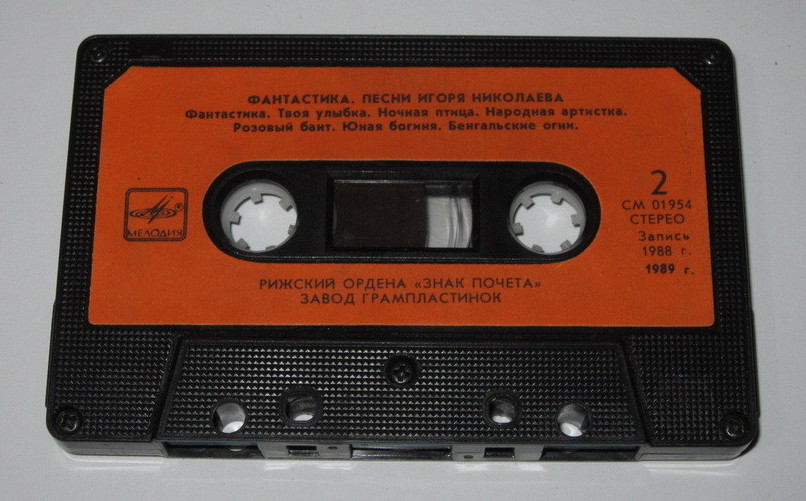 ФАНТАСТИКА. ПЕСНИ ИГОРЯ НИКОЛАЕВА
Фантастика. Твоя улыбка. Ночная птица. Народная артистка.
Розовый бант. Юная богиня. Бенгальские огни.
МЕЛОДИЯ
2
СМ 01954
СТЕРЕО
Запись
1988 г.
1989 г.
РИЖСКИЙ ОРДЕНА «ЗНАК ПОЧЕТА»
ЗАВОД ГРАМПЛАСТИНОК